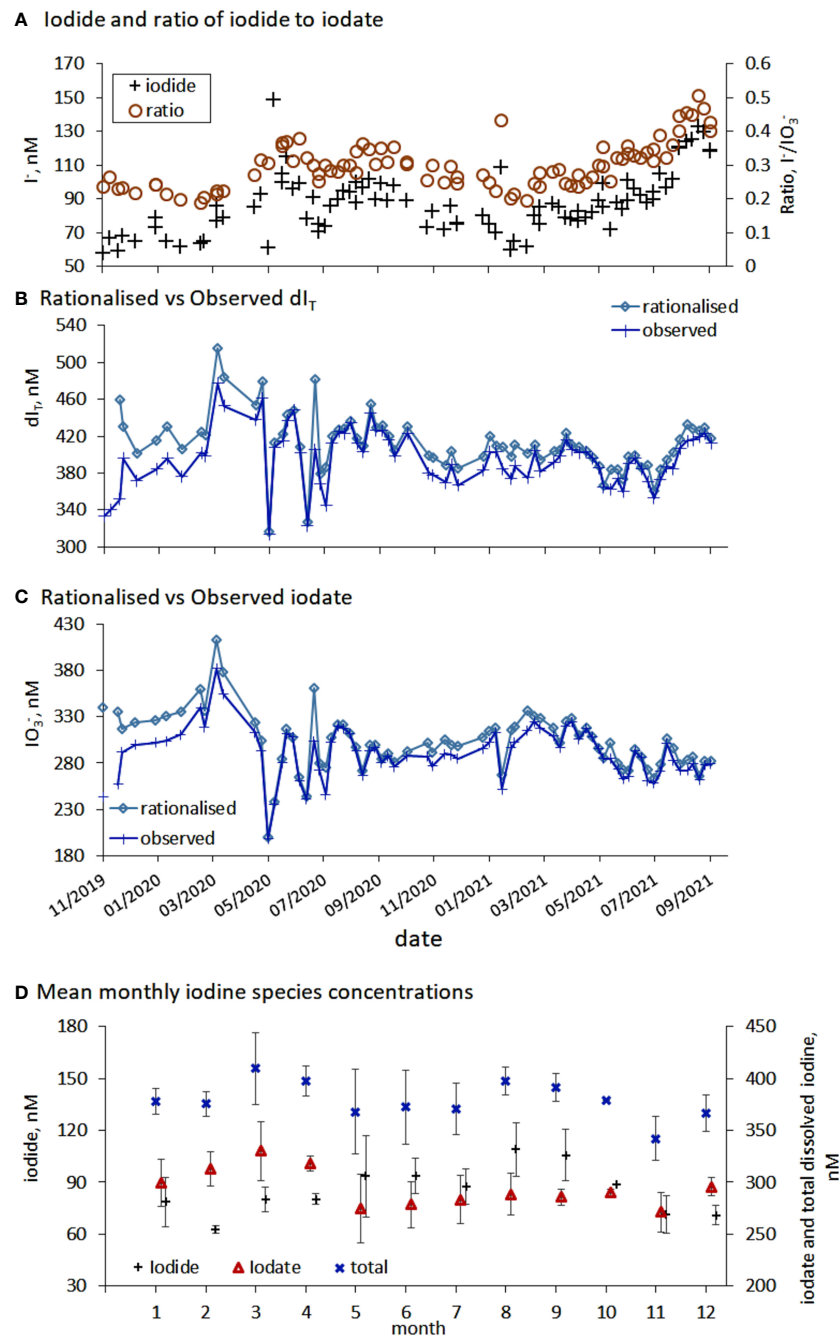 A Iodide and ratio of iodide to iodate
170
150
130
110
90
70
50
I⁻, nM
iodide
ratio
0.6
0.5
0.4
0.3
0.2
0.1
0
Ratio, I⁻/IO₃⁻
B Rationalised vs Observed dI_T
rationalised
observed
540
500
460
420
380
340
300
dI_T, nM
C Rationalised vs Observed iodate
430
380
330
280
230
180
IO₃⁻, nM
rationalised
observed
11/2019 01/2020 03/2020 05/2020 07/2020 09/2020 11/2020 01/2021 03/2021 05/2021 07/2021 09/2021
date
D Mean monthly iodine species concentrations
180
150
120
90
60
30
iodide, nM
450
400
350
300
250
200
iodate and total dissolved iodine, nM
Iodide Iodate total
1 2 3 4 5 6 7 8 9 10 11 12
month